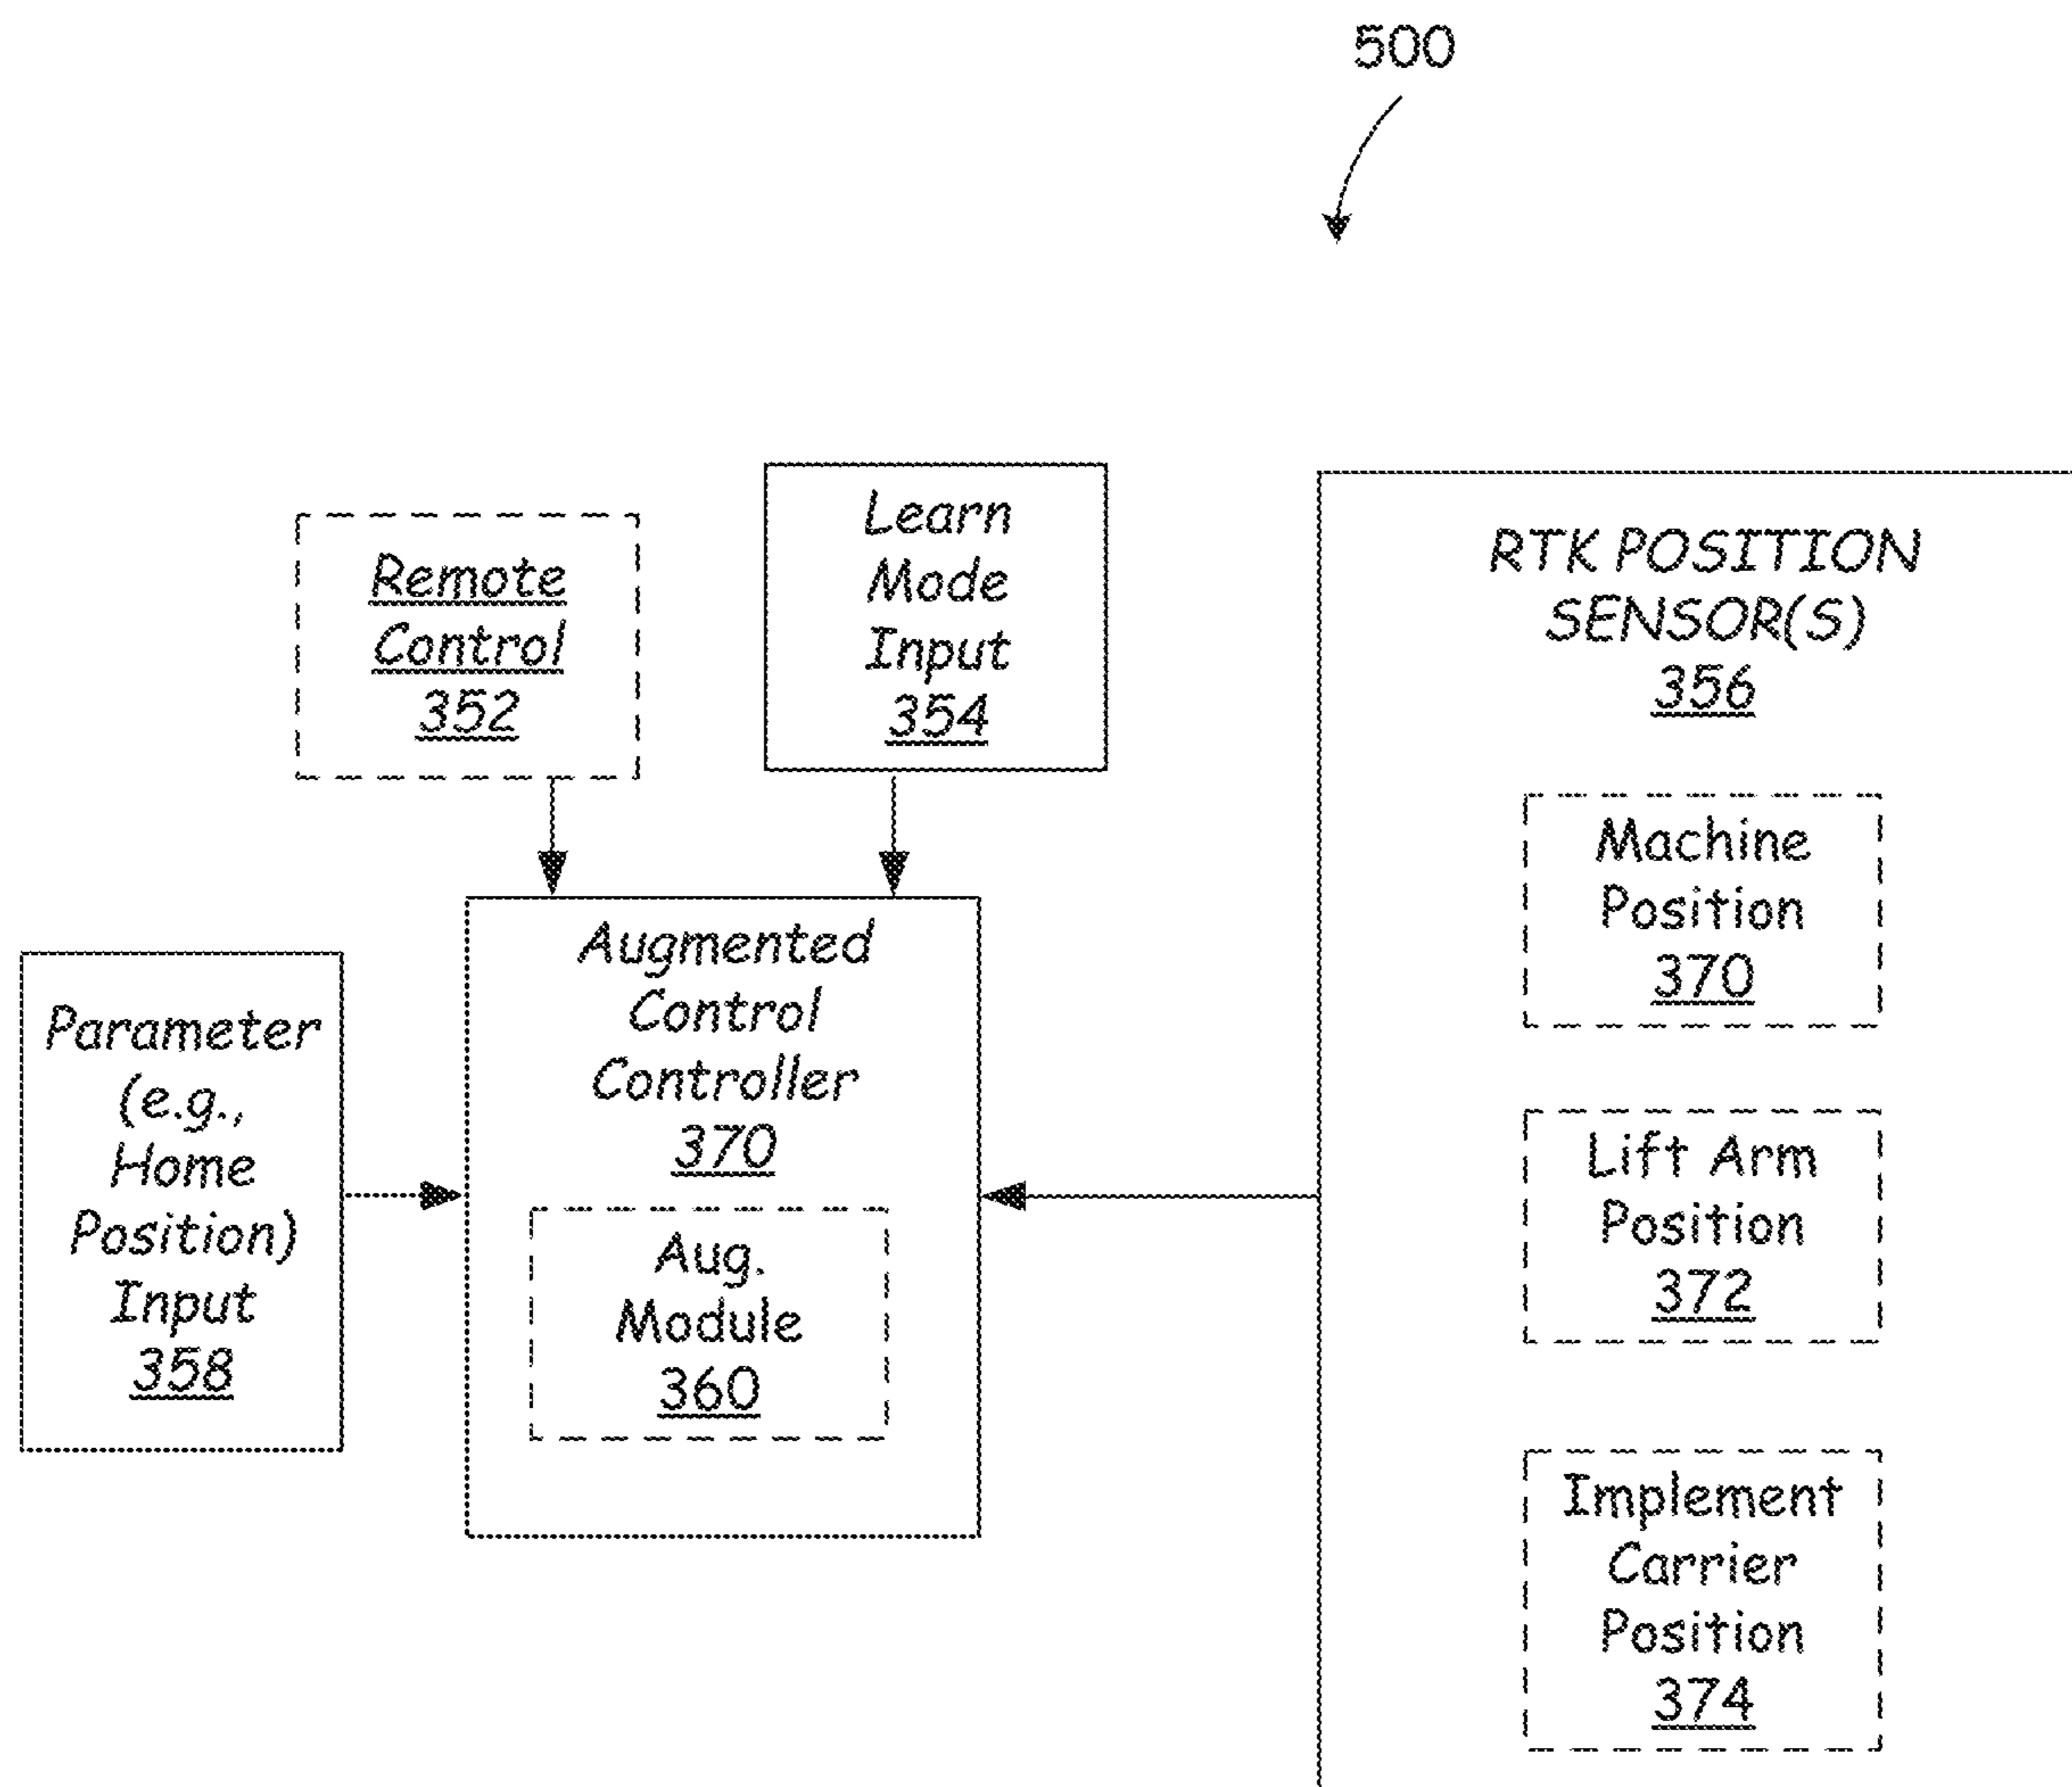 500
Remote
Control
352
Learn
Mode
Input
354
RTK POSITION
SENSOR(S)
356
Machine
Position
370
Lift Arm
Position
372
Implement
Carrier
Position
374
Parameter
(e.g.,
Home
Position)
Input
358
Augmented
Control
Controller
370
Aug.
Module
360